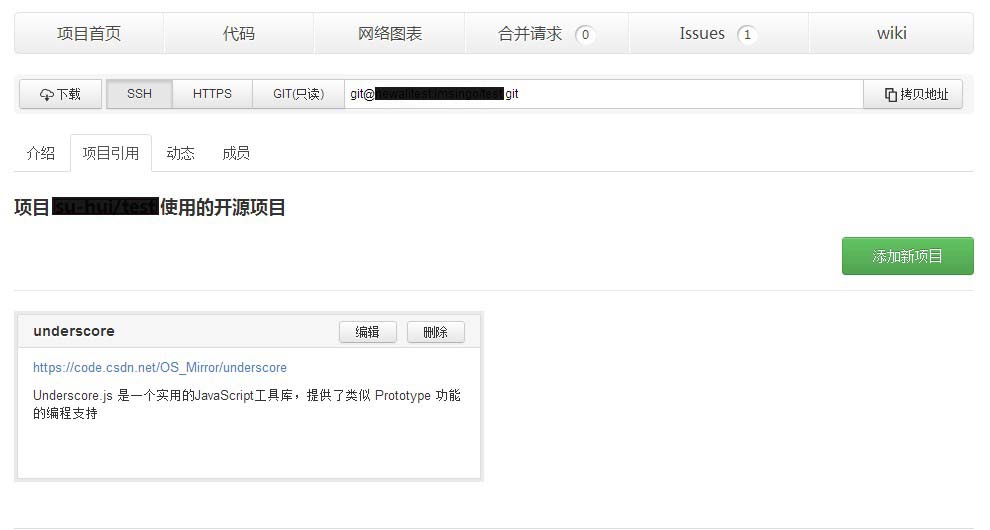 项目首页 代码 网络图表 合并请求 0 Issues 1 wiki
下载 SSH HTTPS GIT(只读) git@ git 拷贝地址
介绍 项目引用 动态 成员
项目 使用的开源项目
添加新项目
underscore 编辑 删除
https://code.csdn.net/OS_Mirror/underscore
Underscore.js 是一个实用的JavaScript工具库，提供了类似 Prototype 功能
的编程支持